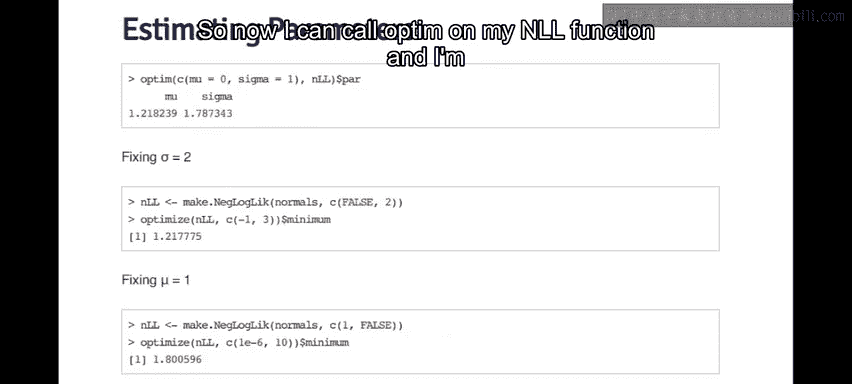 Estimating Parameters
So now I can call optim on my NLL function
and I'm
> optim(c(mu = 0, sigma = 1), nLL)$par
mu sigma
1.218239 1.787343
Fixing σ = 2
> nLL <- make.NegLogLik(normals, c(FALSE, 2))
> optimize(nLL, c(-1, 3))$minimum
[1] 1.217775
Fixing μ = 1
> nLL <- make.NegLogLik(normals, c(1, FALSE))
> optimize(nLL, c(1e-6, 10))$minimum
[1] 1.800596